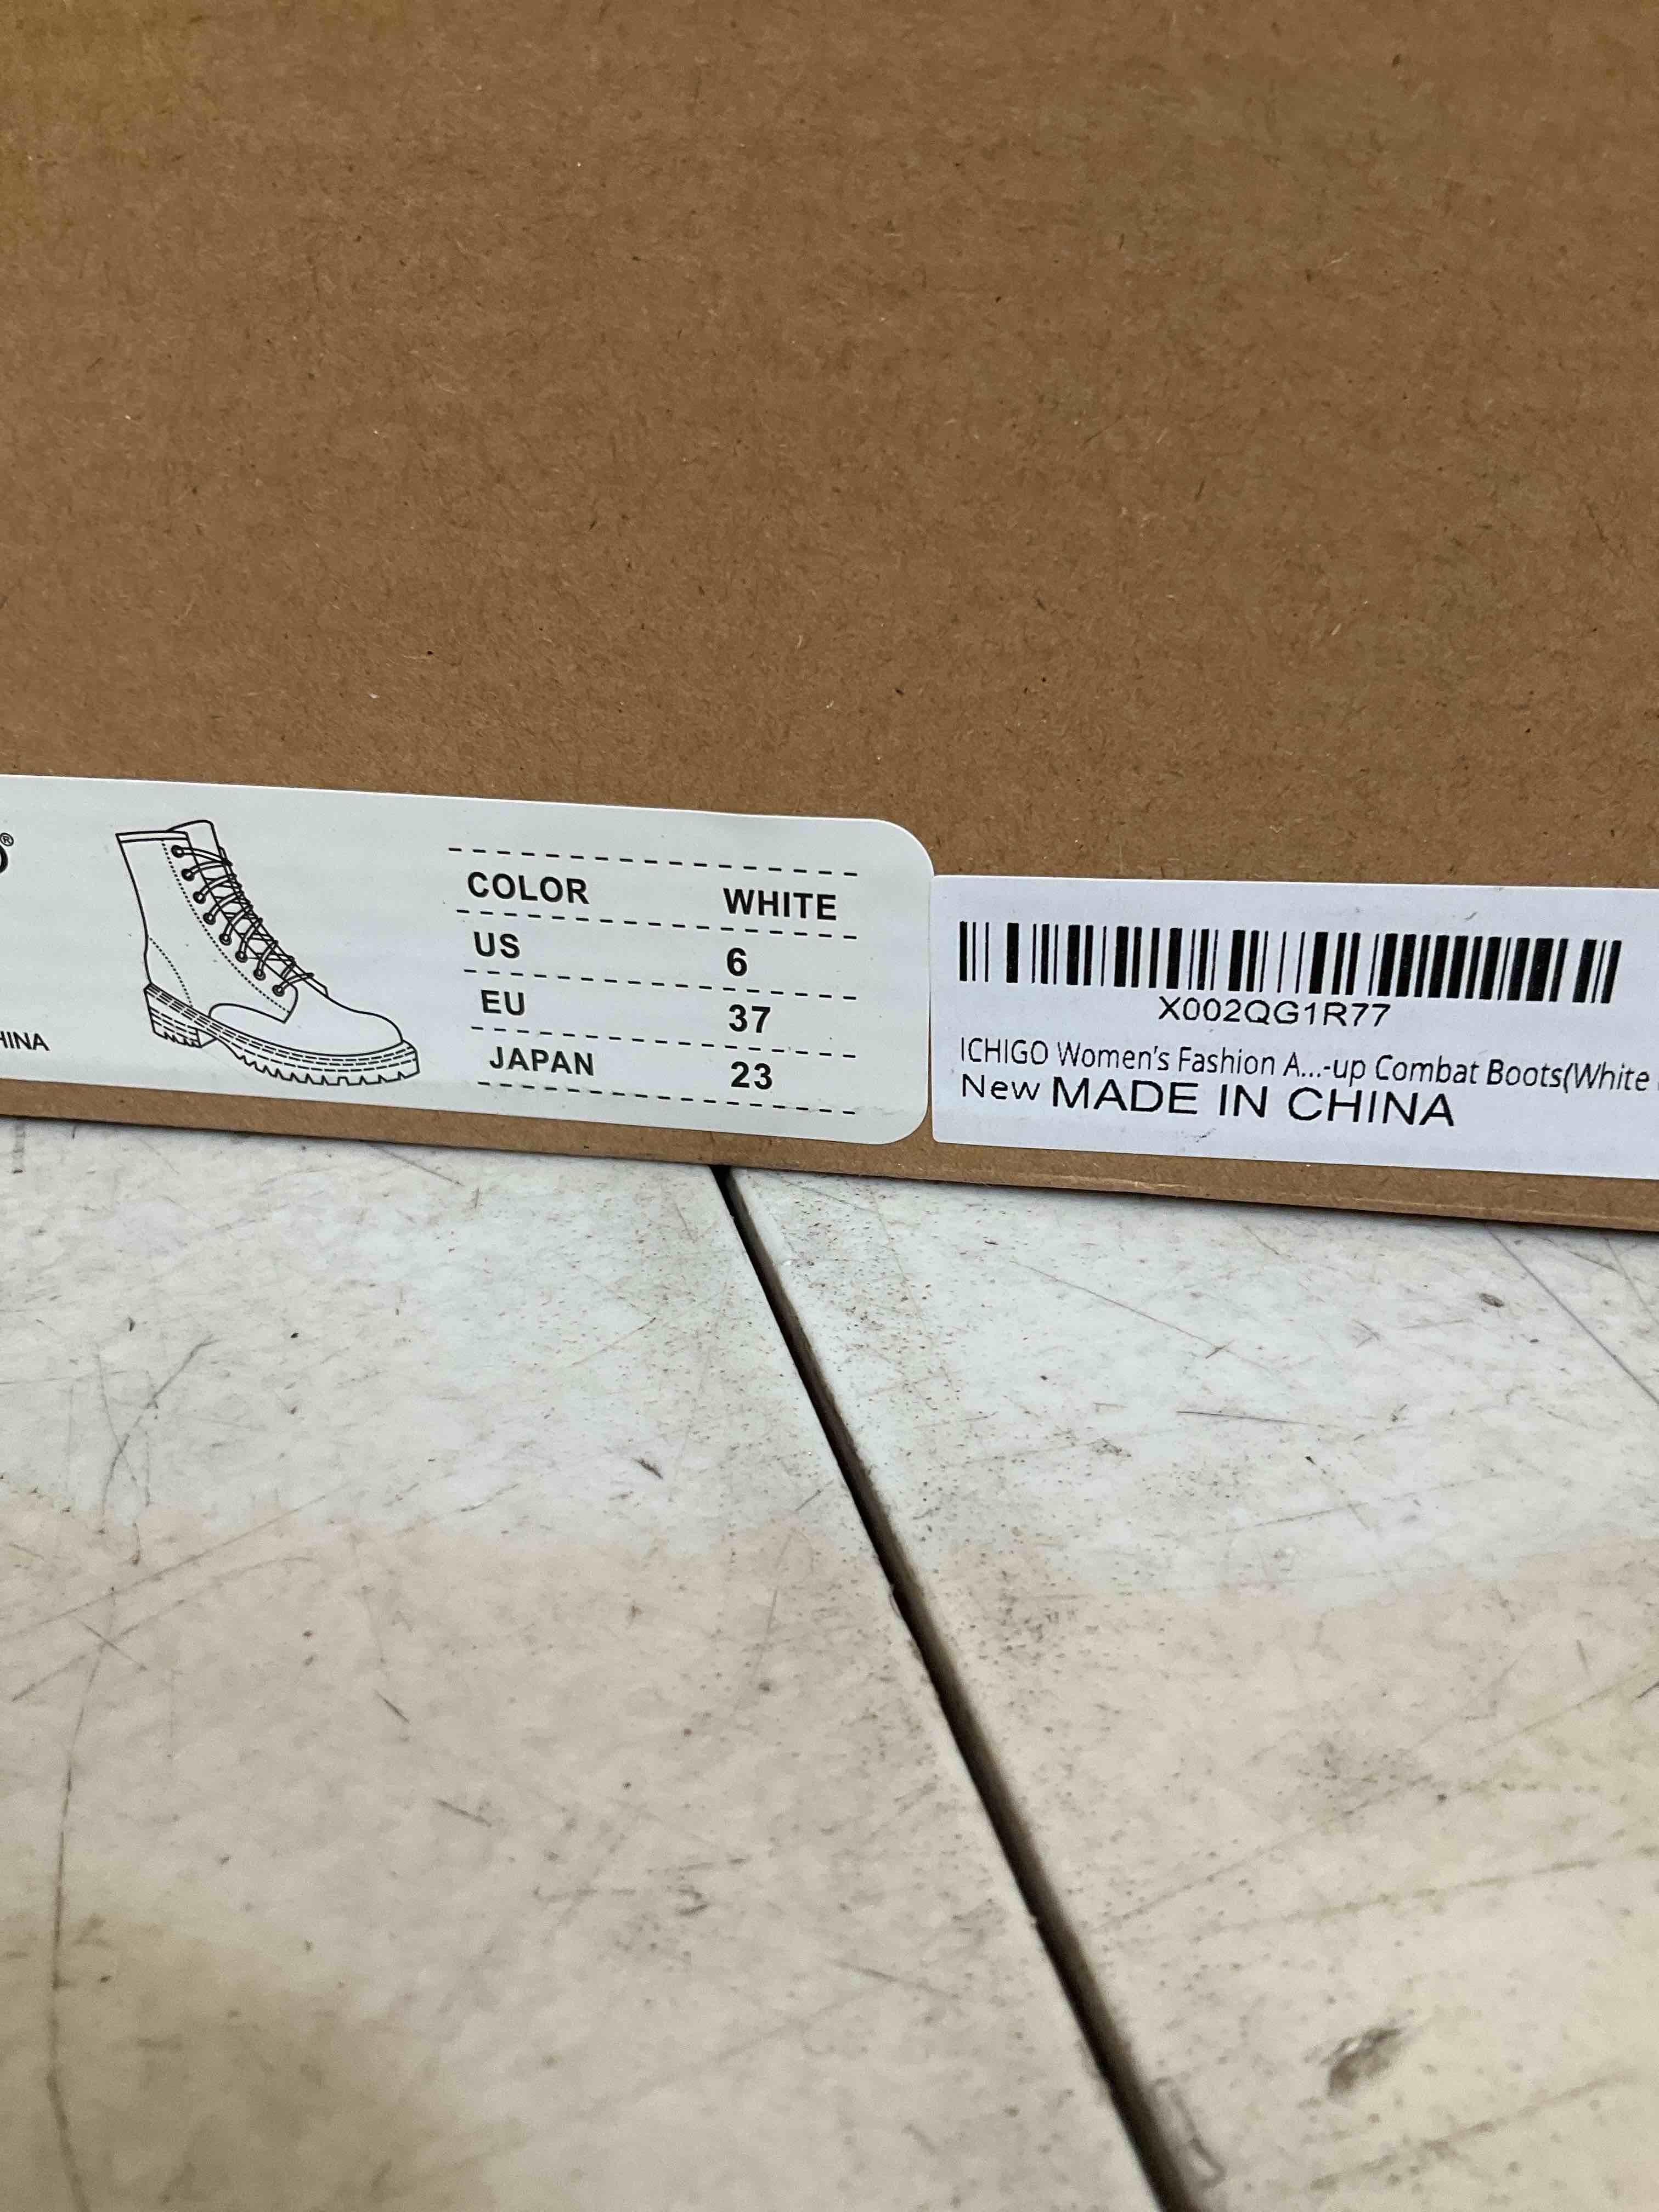 ®
HINA
COLOR WHITE
US 6
EU 37
JAPAN 23
X002QG1R77
ICHIGO Women's Fashion A...-up Combat Boots(White
New MADE IN CHINA